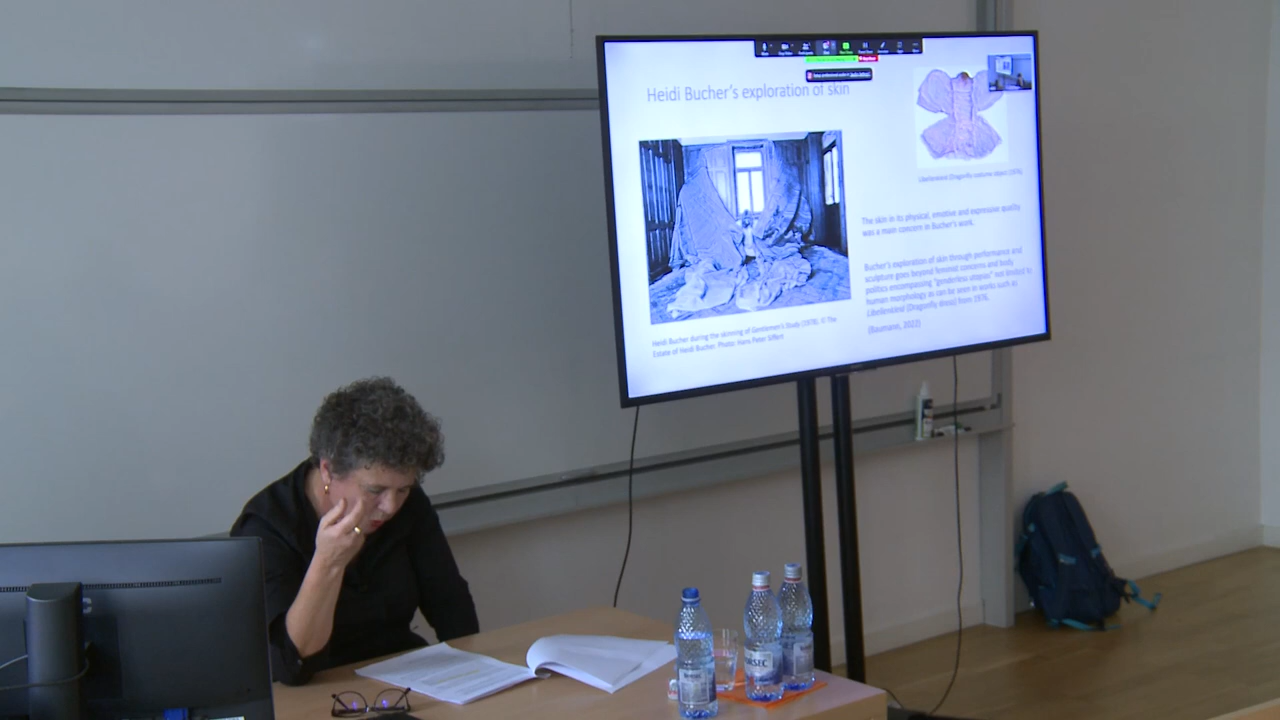 Heidi Bucher's exploration of skin
Libellenkind (Dragonfly costume object (1976)
The skin in its physical, emotive and expressive quality
was a main concern in Bucher's work.
Bucher's exploration of skin through performance and
sculpture goes beyond feminist concerns and body
politics encompassing "genderless utopias" not limited to
human morphology as can be seen in works such as
Libellenkind (Dragonfly dress) from 1976.
(Baumann, 2022)
Heidi Bucher during the skinning of Gentlemen's Study (1978), © The
Estate of Heidi Bucher. Photo: Hans Peter Siffert